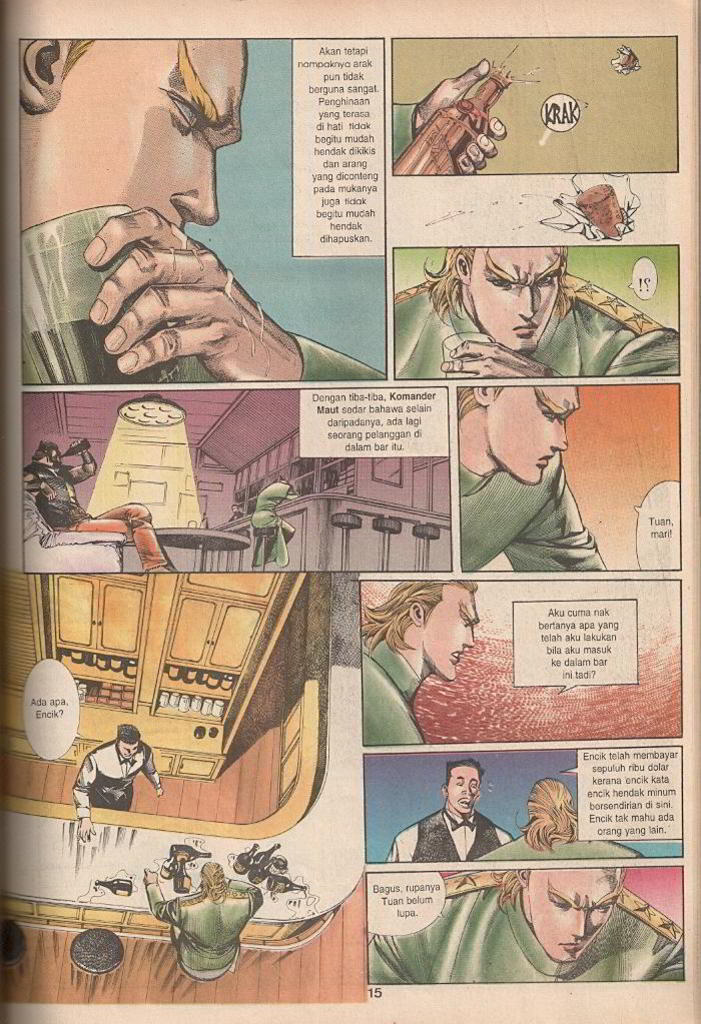 Akan tetapi
nampaknya arak
pun tidak
berguna sangat.
Penghinaan
yang terasa
di hati tidak
begitu mudah
hendak dikikis
dan arang
yang diconteng
pada mukanya
juga tidak
begitu mudah
hendak
dihapuskan.
KRAK
!?
Dengan tiba-tiba, Komander
Maut sedar bahawa selain
daripadanya, ada lagi
seorang pelanggan di
dalam bar itu.
Tuan,
mari!
Ada apa,
Encik?
Aku cuma nak
bertanya apa yang
telah aku lakukan
bila aku masuk
ke dalam bar
ini tadi?
Encik telah membayar
sepuluh ribu dolar
kerana encik kata
encik hendak minum
bersendirian di sini.
Encik tak mahu ada
orang yang lain.
Bagus, rupanya
Tuan belum
lupa.
15